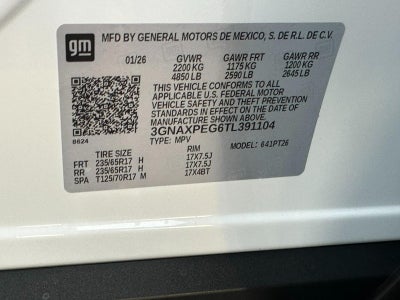 gm MFD BY GENERAL MOTORS DE MEXICO, S. DE R.L. DE C.V.
01/26 GVWR GAWR FRT GAWR RR
2200 KG 1175 KG 1200 KG
4850 LB 2590 LB 2645 LB
THIS VEHICLE CONFORMS TO ALL
APPLICABLE U.S. FEDERAL MOTOR
VEHICLE SAFETY AND THEFT PREVENTION
STANDARDS IN EFFECT ON THE DATE OF
MANUFACTURE SHOWN ABOVE.
3GNAXPEG6TL391104
8624 TYPE: MPV
TIRE SIZE RIM MODEL: 641PT26
FRT 235/65R17 H 17X7.5J
RR 235/65R17 H 17X7.5J
SPA T125/70R17 M 17X4BT